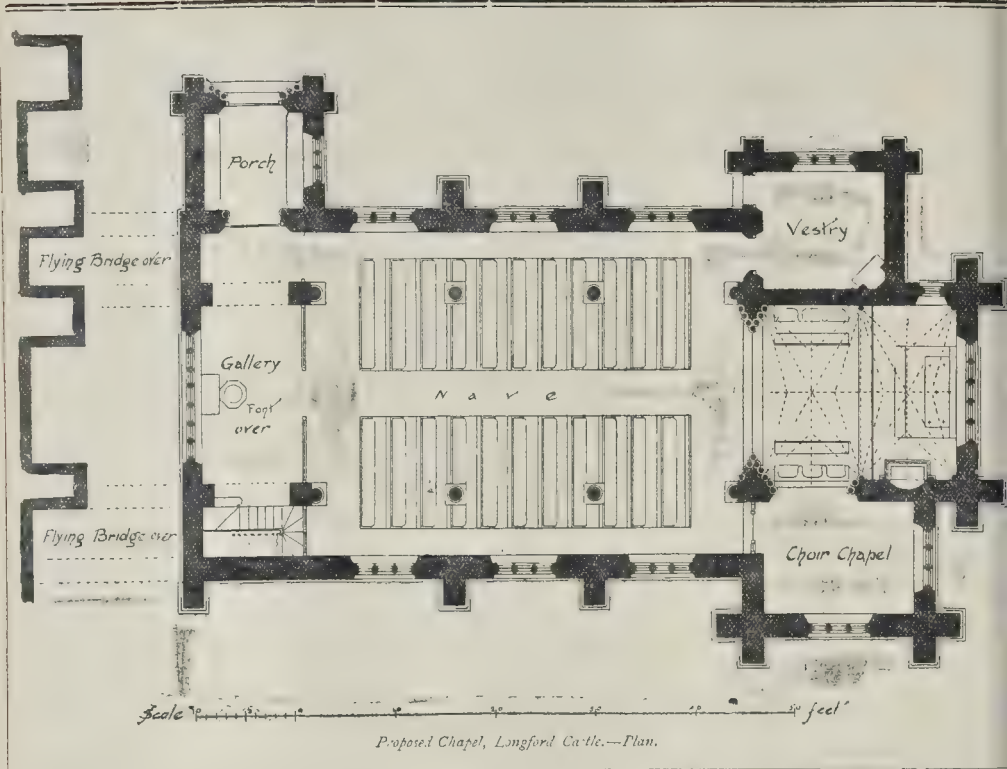 Porch
Vestry
Flying Bridge over
Gallery
Font
over
Nave
Flying Bridge over
Choir Chapel
Scale
feet
Proposed Chapel, Longford Castle.—Plan.